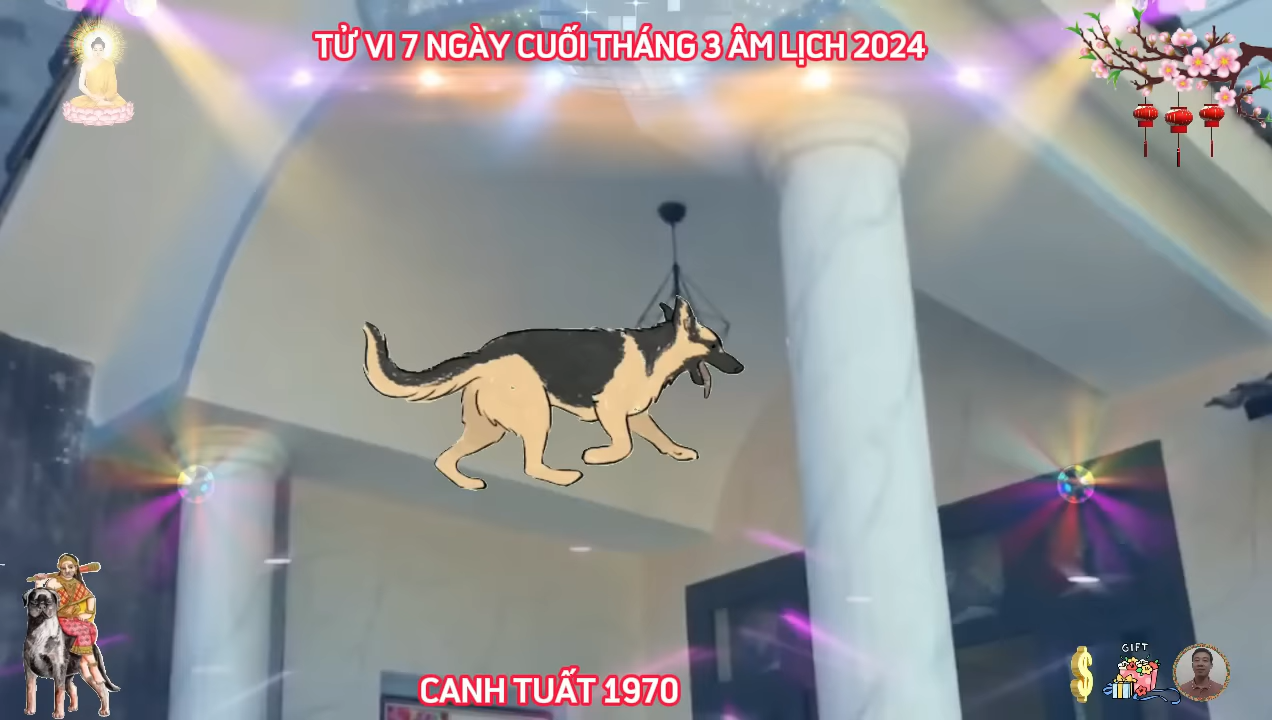 TỬ VI 7 NGÀY CUỐI THÁNG 3 ÂM LỊCH 2024
GIFT
CANH TUẤT 1970